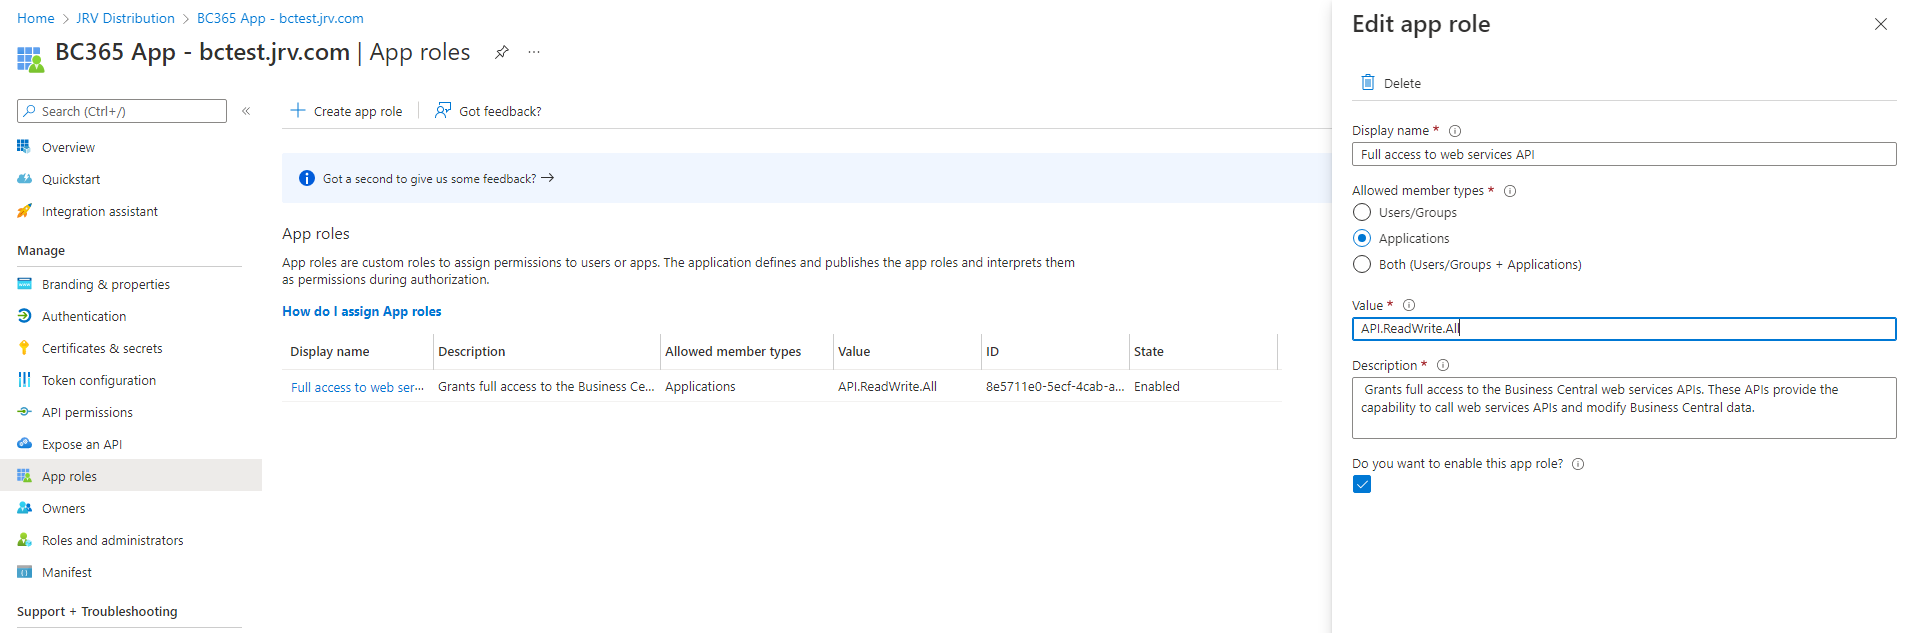 Home > JRV Distribution > BC365 App - bctest.jrv.com
BC365 App - bctest.jrv.com | App roles
Search (Ctrl+/)
Overview
Quickstart
Integration assistant
Manage
Branding & properties
Authentication
Certificates & secrets
Token configuration
API permissions
Expose an API
App roles
Owners
Roles and administrators
Manifest
Support + Troubleshooting
Create app role
Got feedback?
Got a second to give us some feedback? →
App roles
App roles are custom roles to assign permissions to users or apps. The application defines and publishes the app roles and interprets them
as permissions during authorization.
How do I assign App roles
Display name Description Allowed member types Value ID State
Full access to web ser... Grants full access to the Business Ce... Applications API.ReadWrite.All 8e5711e0-5ecf-4cab-a... Enabled
Edit app role
Delete
Display name *
Full access to web services API
Allowed member types *
Users/Groups
Applications
Both (Users/Groups + Applications)
Value *
API.ReadWrite.All
Description *
Grants full access to the Business Central web services APIs. These APIs provide the
capability to call web services APIs and modify Business Central data.
Do you want to enable this app role?